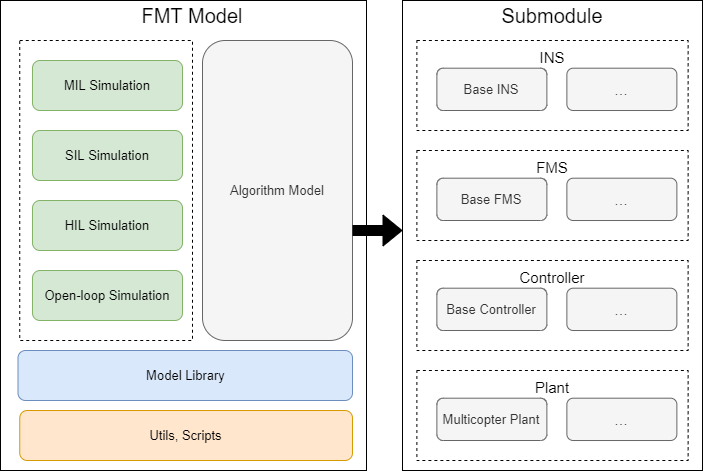 FMT Model
MIL Simulation
SIL Simulation
HIL Simulation
Open-loop Simulation
Algorithm Model
Model Library
Utils, Scripts
Submodule
INS
Base INS
...
FMS
Base FMS
...
Controller
Base Controller
...
Plant
Multicopter Plant
...